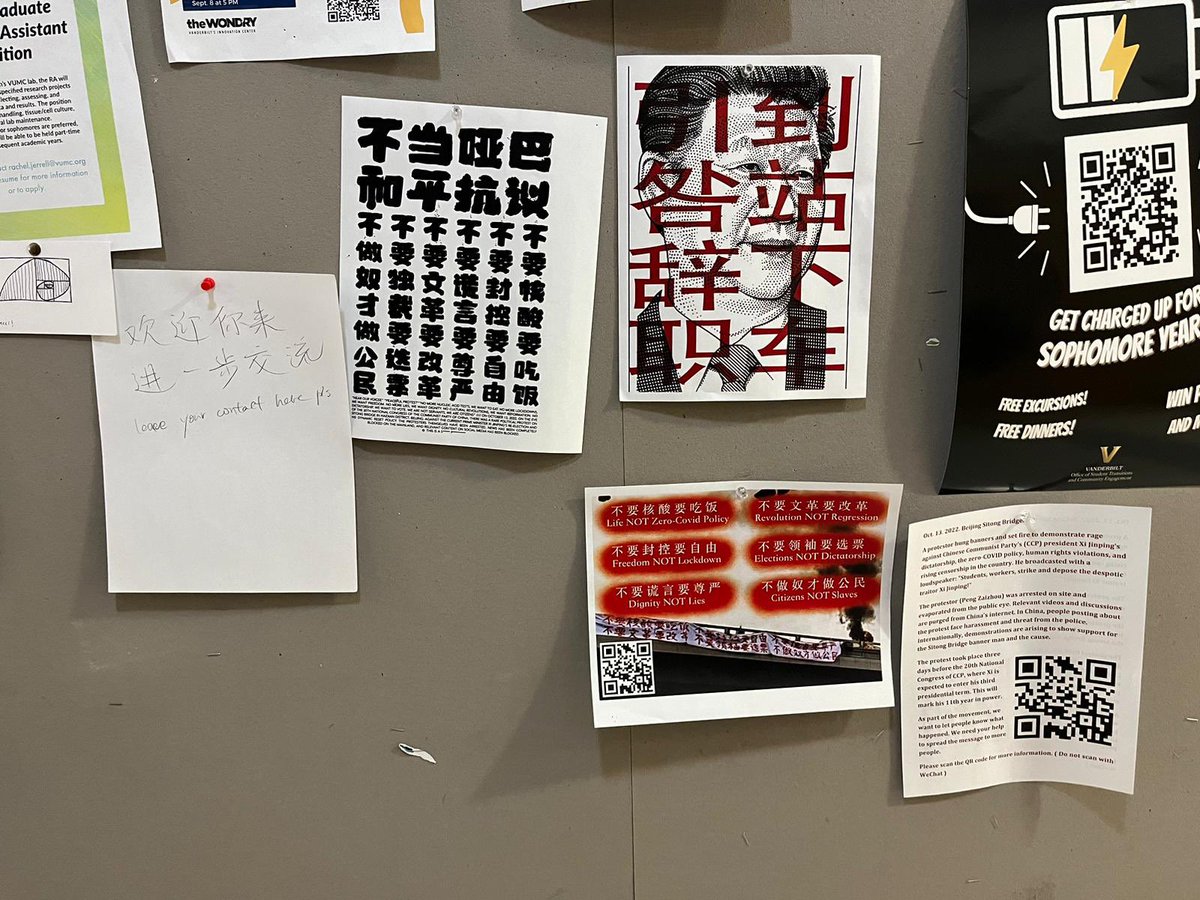 aduate
Assistant
ition
's VUMC lab, the RA will
specified research projects
lecting, assessing, and
a and results. The position
handling, tissue/cell culture,
al lab maintenance.
or sophomores are preferred,
ill be able to be held part-time
sequent academic years.
ct rachel.jerrell@vumc.org
esume for more information
or to apply
Sept. 8 at 5 PM
the WONDRY
VANDERBILT'S INNOVATION CENTER
欢迎你来
进一步交流
leave your contact here pls
不当哑巴
和平抗议
不要核酸要吃饭
不要封控要自由
不要谎言要尊严
不要文革要改革
不要独裁要选票
不做奴才做公民
到站下车
引咎辞职
不要核酸要吃饭
Life NOT Zero-Covid Policy
不要文革要改革
Revolution NOT Regression
不要封控要自由
Freedom NOT Lockdown
不要领袖要选票
Elections NOT Dictatorship
不要谎言要尊严
Dignity NOT Lies
不做奴才做公民
Citizens NOT Slaves
不做奴才做公民
Oct. 13. 2022. Beijing Sitong Bridge.
A protestor hung banners and set fire to demonstrate rage
against Chinese Communist Party's (CCP) president Xi Jinping's
dictatorship, the zero-COVID policy, human rights violations, and
rising censorship in the country. He broadcasted with a
loudspeaker: "Students, workers, strike and depose the despotic
traitor Xi Jinping!"
The protestor (Peng Zaizhou) was arrested on site and
evaporated from the public eye. Relevant videos and discussions
are purged from China's internet. In China, people posting about
the protest face harassment and threat from the police.
Internationally, demonstrations are arising to show support for
the Sitong Bridge banner man and the cause.
The protest took place three
days before the 20th National
Congress of CCP, where Xi is
expected to enter his third
presidential term. This will
mark his 11th year in power.
As part of the movement, we
want to let people know what
happened. We need your help
to spread the message to more
people.
Please scan the QR code for more information. ( Do not scan with
WeChat )
GET CHARGED UP FOR
SOPHOMORE YEAR
FREE EXCURSIONS!
FREE DINNERS!
WIN P
AND M
VANDERBILT
Office of Student Transitions
and Community Engagement